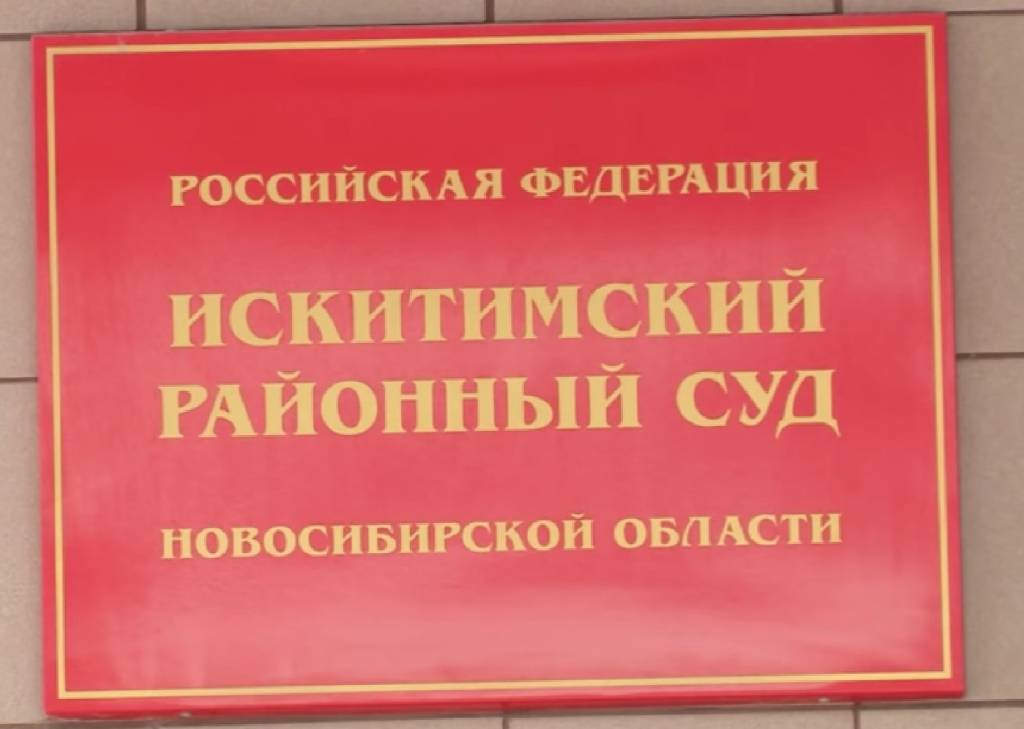 РОССИЙСКАЯ ФЕДЕРАЦИЯ
ИСКИТИМСКИЙ
РАЙОННЫЙ СУД
НОВОСИБИРСКОЙ ОБЛАСТИ